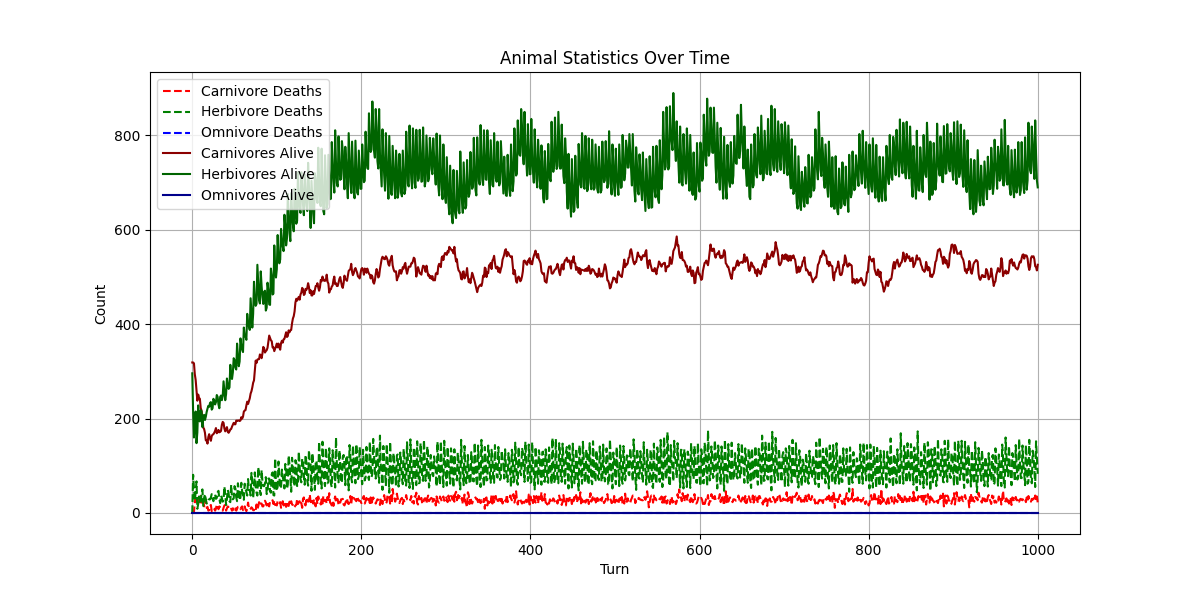 Animal Statistics Over Time
Carnivore Deaths
Herbivore Deaths
Omnivore Deaths
Carnivores Alive
Herbivores Alive
Omnivores Alive
800
600
400
200
0
Count
0 200 400 600 800 1000
Turn